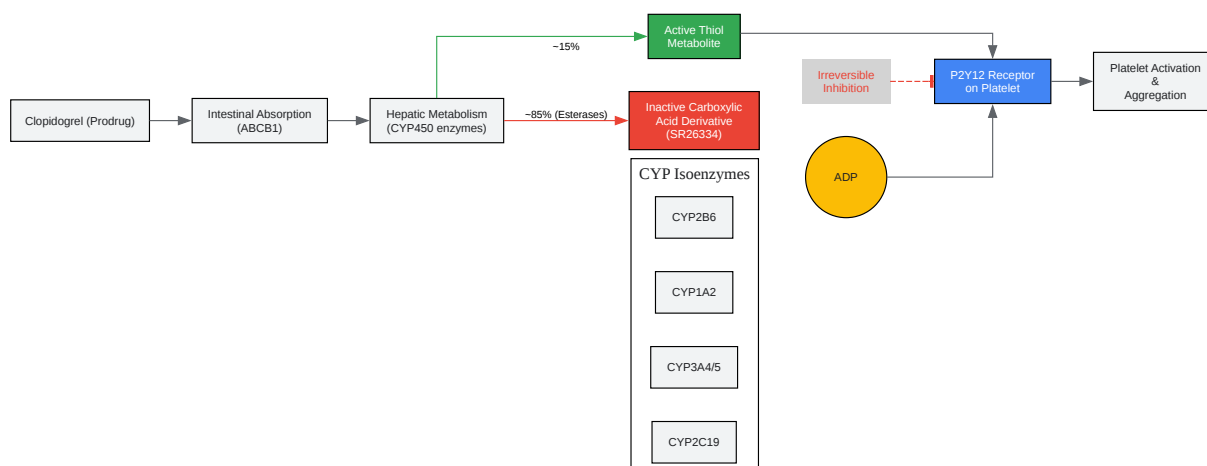 Clopidogrel (Prodrug)
Intestinal Absorption
(ABCB1)
Hepatic Metabolism
(CYP450 enzymes)
~15%
~85% (Esterases)
Active Thiol
Metabolite
Inactive Carboxylic
Acid Derivative
(SR26334)
CYP Isoenzymes
CYP2B6
CYP1A2
CYP3A4/5
CYP2C19
Irreversible
Inhibition
ADP
P2Y12 Receptor
on Platelet
Platelet Activation
&
Aggregation